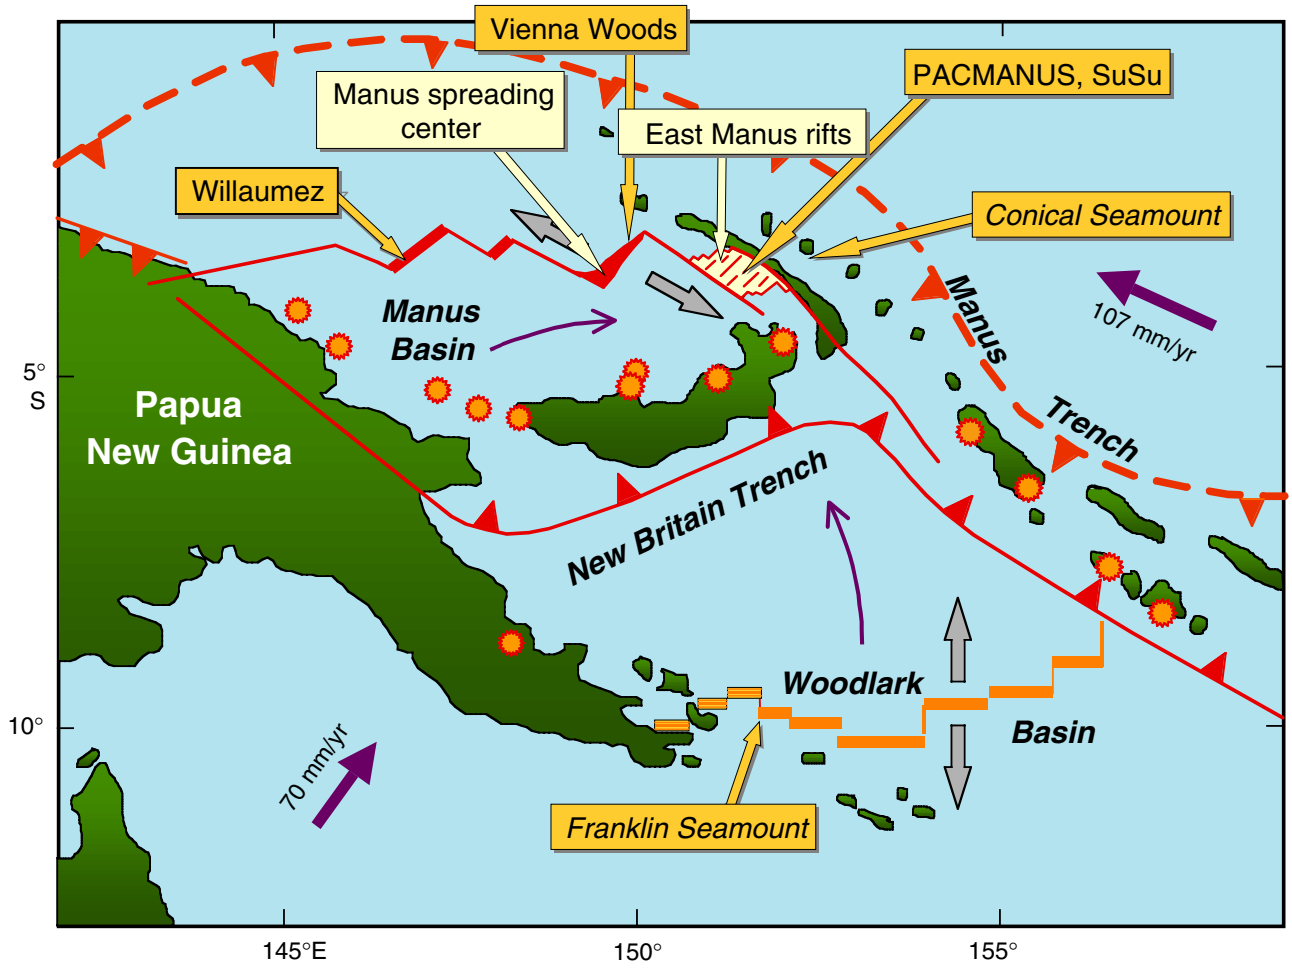 Vienna Woods
PACMANUS, SuSu
Manus spreading
center
East Manus rifts
Willaumez
Conical Seamount
Manus
Basin
Manus
Trench
107 mm/yr
5°
S
Papua
New Guinea
New Britain Trench
Woodlark
Basin
10°
70 mm/yr
Franklin Seamount
145°E
150°
155°